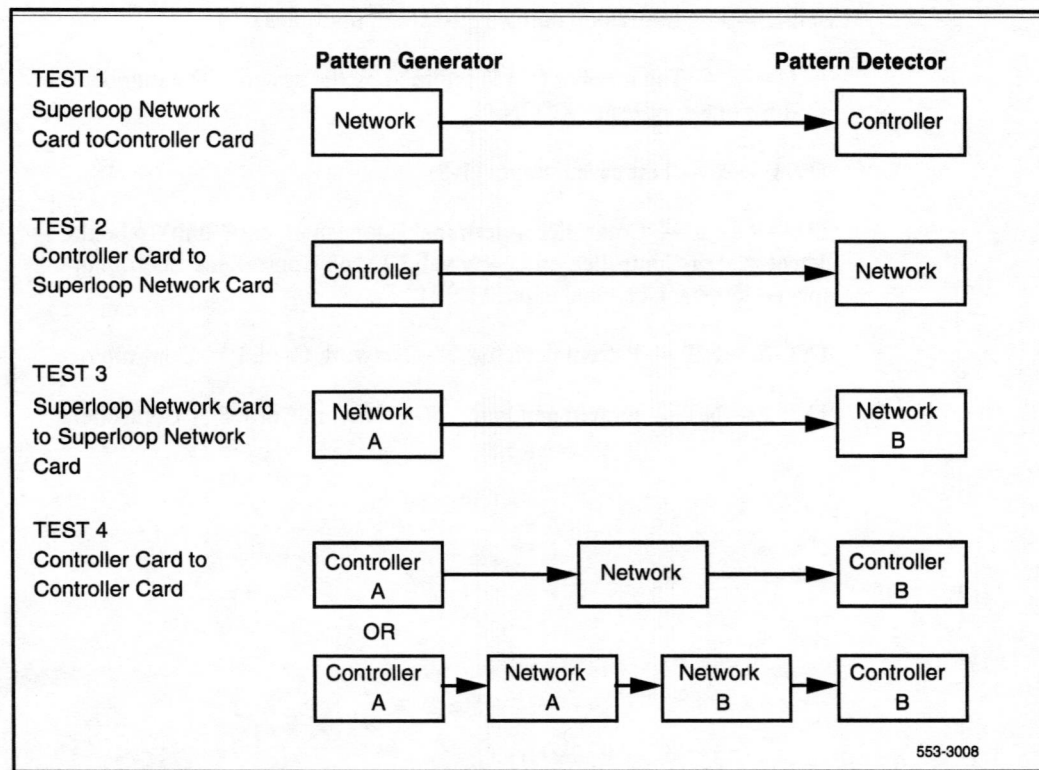 Pattern Generator Pattern Detector
TEST 1
Superloop Network
Card toController Card
Network Controller
TEST 2
Controller Card to
Superloop Network Card
Controller Network
TEST 3
Superloop Network Card
to Superloop Network
Card
Network
A
Network
B
TEST 4
Controller Card to
Controller Card
Controller
A
Network
Controller
B
OR
Controller
A
Network
A
Network
B
Controller
B
553-3008